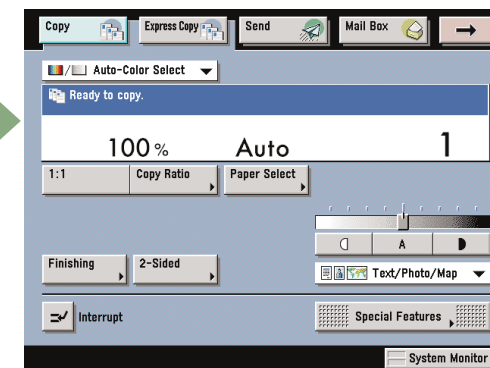 Copy
Express Copy
Send
Mail Box
Auto-Color Select
Ready to copy.
100 % Auto 1
1:1
Copy Ratio
Paper Select
A
Finishing
2-Sided
Text/Photo/Map
Interrupt
Special Features
System Monitor